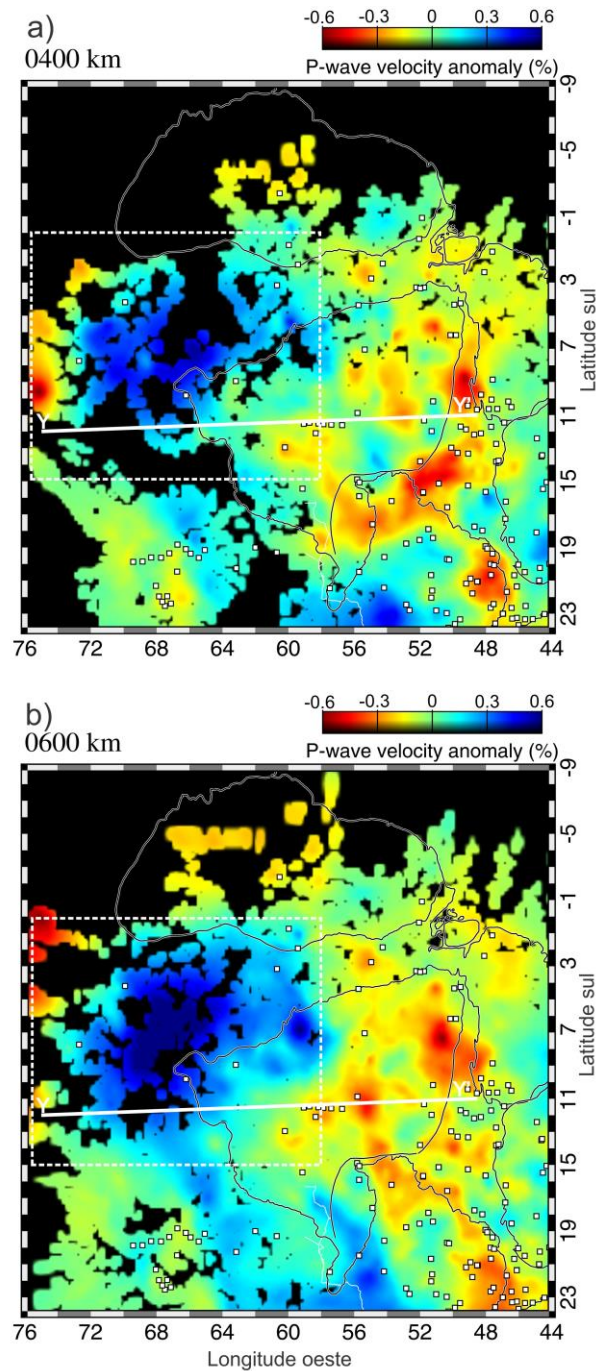 a)
-0.6 -0.3 0 0.3 0.6
P-wave velocity anomaly (%)
0400 km
-9
-5
-1
3
7
11
15
19
23
Latitude sul
Y Y'
76 72 68 64 60 56 52 48 44
b)
-0.6 -0.3 0 0.3 0.6
P-wave velocity anomaly (%)
0600 km
-9
-5
-1
3
7
11
15
19
23
Latitude sul
Y Y'
76 72 68 64 60 56 52 48 44
Longitude oeste